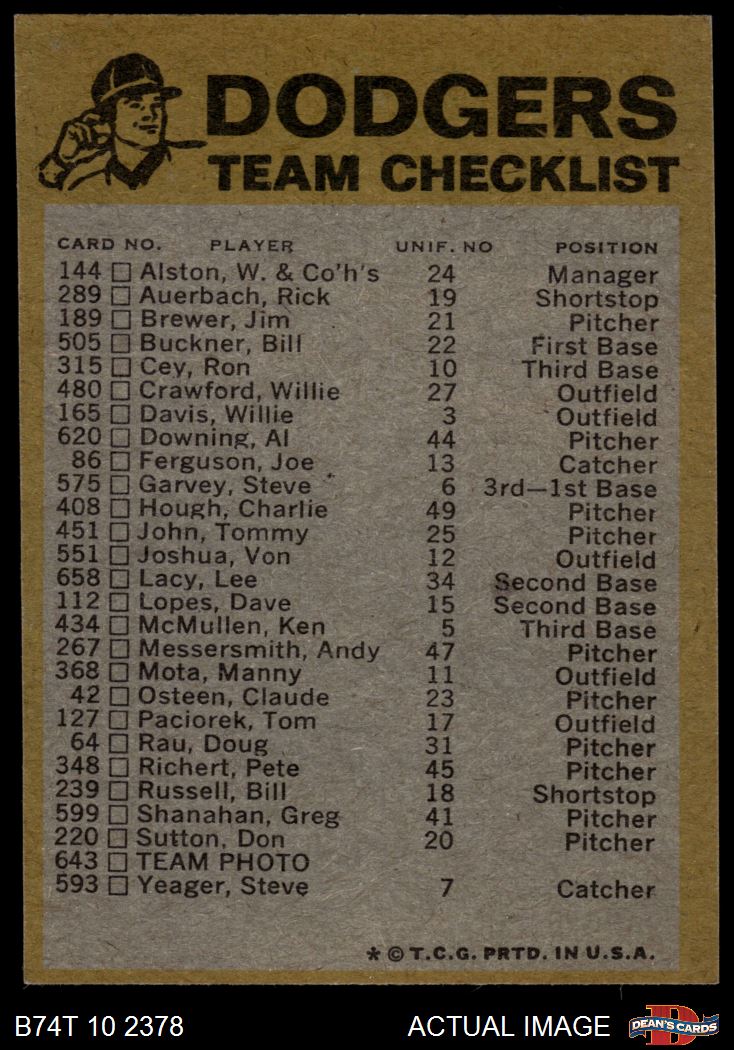 DODGERS
TEAM CHECKLIST
CARD NO. PLAYER UNIF. NO POSITION
144 □ Alston, W. & Co'h's 24 Manager
289 □ Auerbach, Rick 19 Shortstop
189 □ Brewer, Jim 21 Pitcher
505 □ Buckner, Bill 22 First Base
315 □ Cey, Ron 10 Third Base
480 □ Crawford, Willie 27 Outfield
165 □ Davis, Willie 3 Outfield
620 □ Downing, Al 44 Pitcher
86 □ Ferguson, Joe 13 Catcher
575 □ Garvey, Steve 6 3rd—1st Base
408 □ Hough, Charlie 49 Pitcher
451 □ John, Tommy 25 Pitcher
551 □ Joshua, Von 12 Outfield
658 □ Lacy, Lee 34 Second Base
112 □ Lopes, Dave 15 Second Base
434 □ McMullen, Ken 5 Third Base
267 □ Messersmith, Andy 47 Pitcher
368 □ Mota, Manny 11 Outfield
42 □ Osteen, Claude 23 Pitcher
127 □ Paciorek, Tom 17 Outfield
64 □ Rau, Doug 31 Pitcher
348 □ Richert, Pete 45 Pitcher
239 □ Russell, Bill 18 Shortstop
599 □ Shanahan, Greg 41 Pitcher
220 □ Sutton, Don 20 Pitcher
643 □ TEAM PHOTO
593 □ Yeager, Steve 7 Catcher
* © T.C.G. PRTD. IN U.S.A.
B74T 10 2378 ACTUAL IMAGE DEAN'S CARDS